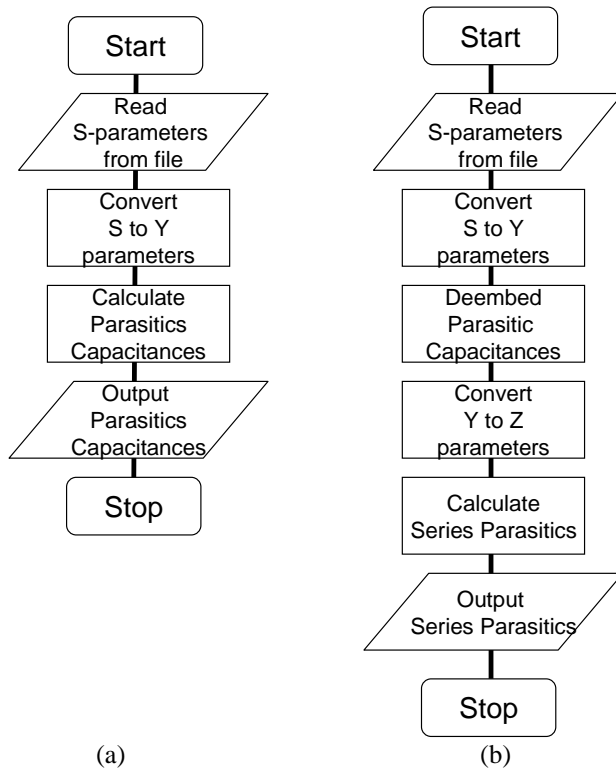 Start
Read
S-parameters
from file
Convert
S to Y
parameters
Calculate
Parasitics
Capacitances
Output
Parasitics
Capacitances
Stop
(a)
Start
Read
S-parameters
from file
Convert
S to Y
parameters
Deembed
Parasitic
Capacitances
Convert
Y to Z
parameters
Calculate
Series Parasitics
Output
Series Parasitics
Stop
(b)